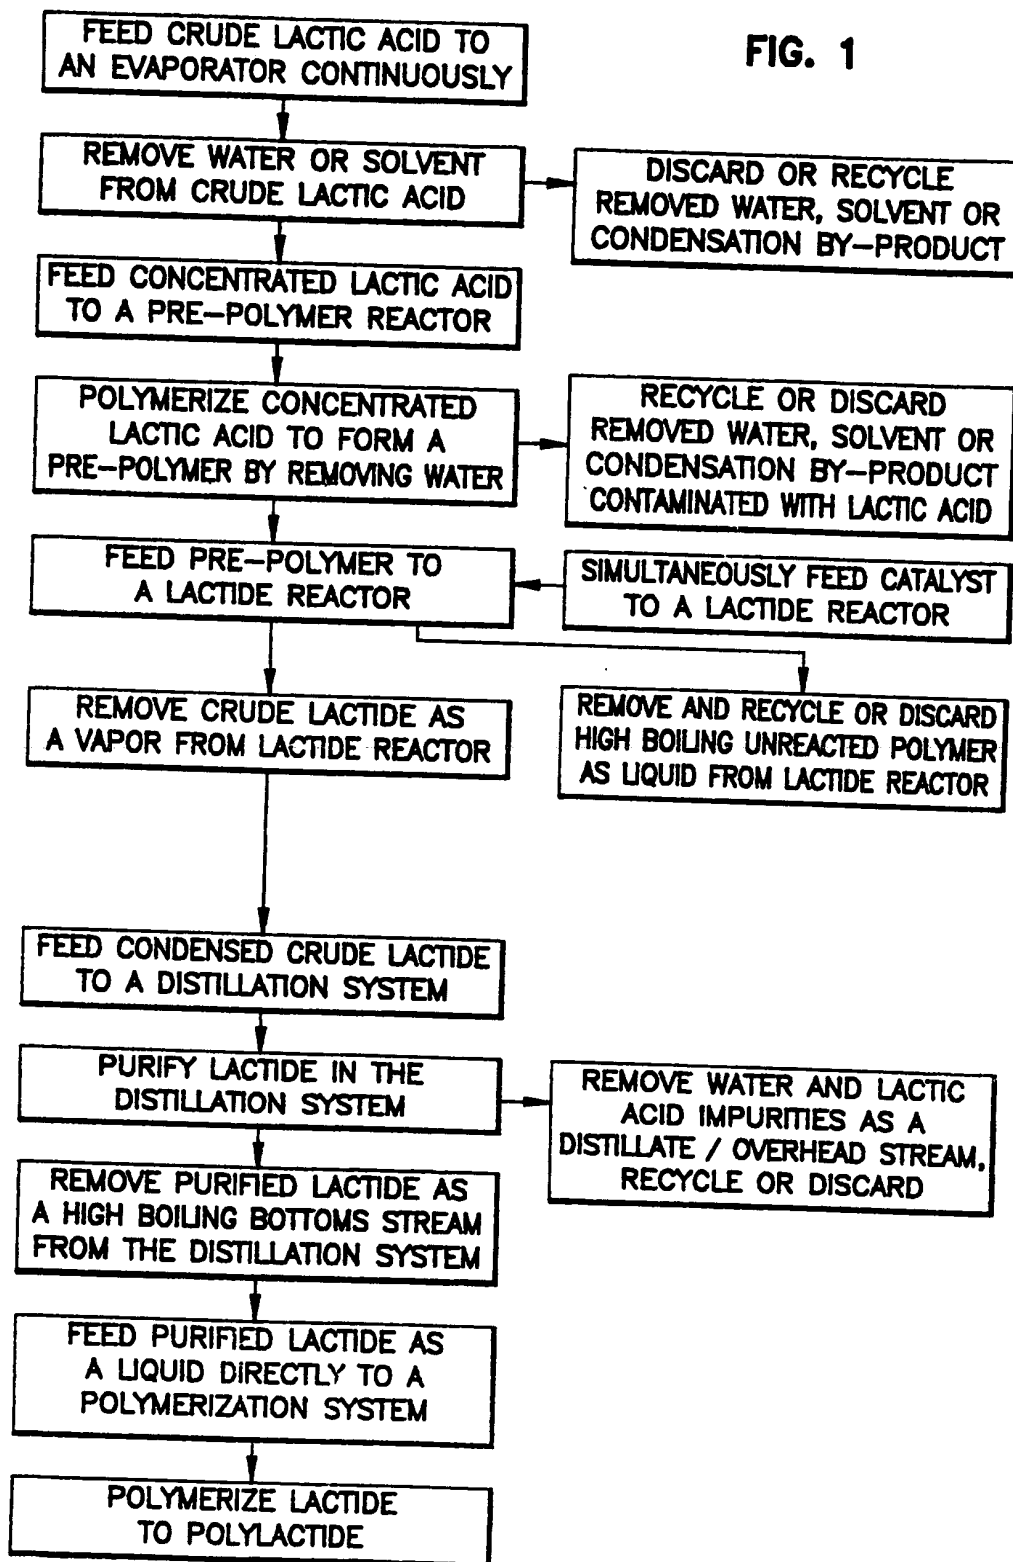 FIG. 1
FEED CRUDE LACTIC ACID TO
AN EVAPORATOR CONTINUOUSLY
REMOVE WATER OR SOLVENT
FROM CRUDE LACTIC ACID
DISCARD OR RECYCLE
REMOVED WATER, SOLVENT OR
CONDENSATION BY-PRODUCT
FEED CONCENTRATED LACTIC ACID
TO A PRE-POLYMER REACTOR
POLYMERIZE CONCENTRATED
LACTIC ACID TO FORM A
PRE-POLYMER BY REMOVING WATER
RECYCLE OR DISCARD
REMOVED WATER, SOLVENT OR
CONDENSATION BY-PRODUCT
CONTAMINATED WITH LACTIC ACID
FEED PRE-POLYMER TO
A LACTIDE REACTOR
SIMULTANEOUSLY FEED CATALYST
TO A LACTIDE REACTOR
REMOVE CRUDE LACTIDE AS
A VAPOR FROM LACTIDE REACTOR
REMOVE AND RECYCLE OR DISCARD
HIGH BOILING UNREACTED POLYMER
AS LIQUID FROM LACTIDE REACTOR
FEED CONDENSED CRUDE LACTIDE
TO A DISTILLATION SYSTEM
PURIFY LACTIDE IN THE
DISTILLATION SYSTEM
REMOVE WATER AND LACTIC
ACID IMPURITIES AS A
DISTILLATE / OVERHEAD STREAM,
RECYCLE OR DISCARD
REMOVE PURIFIED LACTIDE AS
A HIGH BOILING BOTTOMS STREAM
FROM THE DISTILLATION SYSTEM
FEED PURIFIED LACTIDE AS
A LIQUID DIRECTLY TO A
POLYMERIZATION SYSTEM
POLYMERIZE LACTIDE
TO POLYLACTIDE